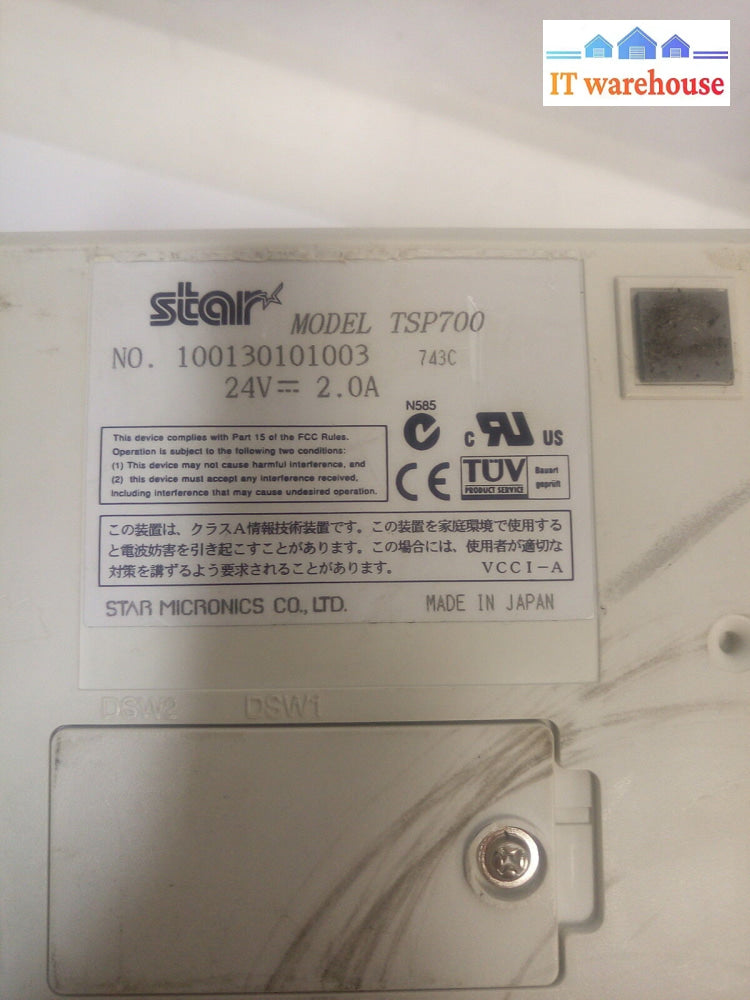 IT warehouse
star MODEL TSP700
NO. 100130101003 743C
24V⎓ 2.0A
N585
This device complies with Part 15 of the FCC Rules.
Operation is subject to the following two conditions:
(1) This device may not cause harmful interference, and
(2) this device must accept any interference received,
including interference that may cause undesired operation.
C RU US
CE
TÜV
PRODUCT SERVICE
Bauart
geprüft
この装置は、クラスA情報技術装置です。この装置を家庭環境で使用する
と電波妨害を引き起こすことがあります。この場合には、使用者が適切な
対策を講ずるよう要求されることがあります。 VCCI-A
STAR MICRONICS CO., LTD. MADE IN JAPAN
DSW2 DSW1